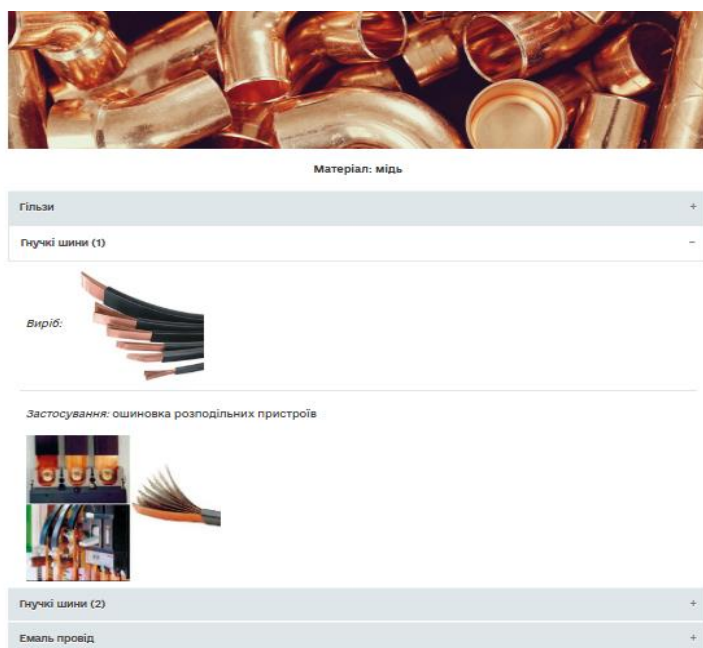 Матеріал: мідь
Гільзи +
Гнучкі шини (1) −
Виріб:
Застосування: ошиновка розподільних пристроїв
Гнучкі шини (2) +
Емаль провід +